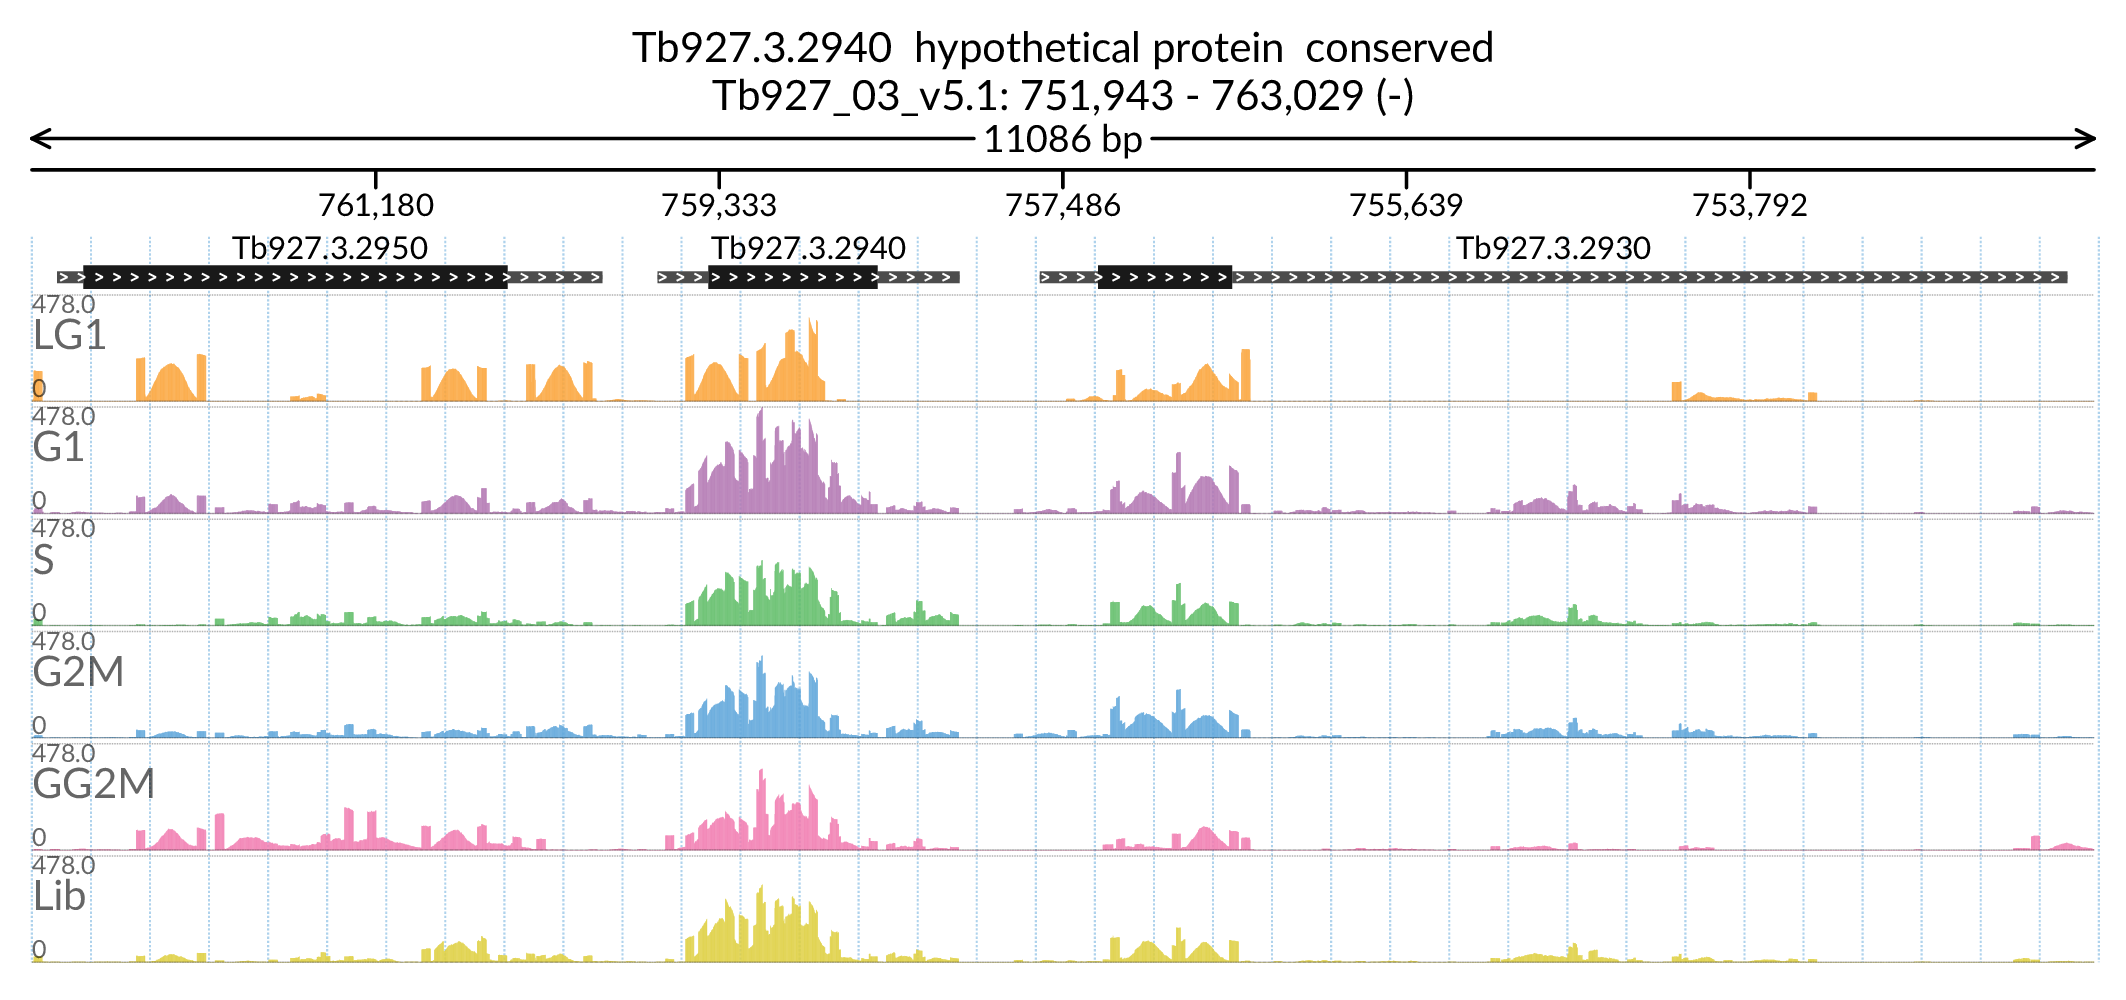 Tb927.3.2940 hypothetical protein conserved
Tb927_03_v5.1: 751,943 - 763,029 (-)
11086 bp
761,180 759,333 757,486 755,639 753,792
Tb927.3.2950 Tb927.3.2940 Tb927.3.2930
478.0
LG1
0
478.0
G1
0
478.0
S
0
478.0
G2M
0
478.0
GG2M
0
478.0
Lib
0